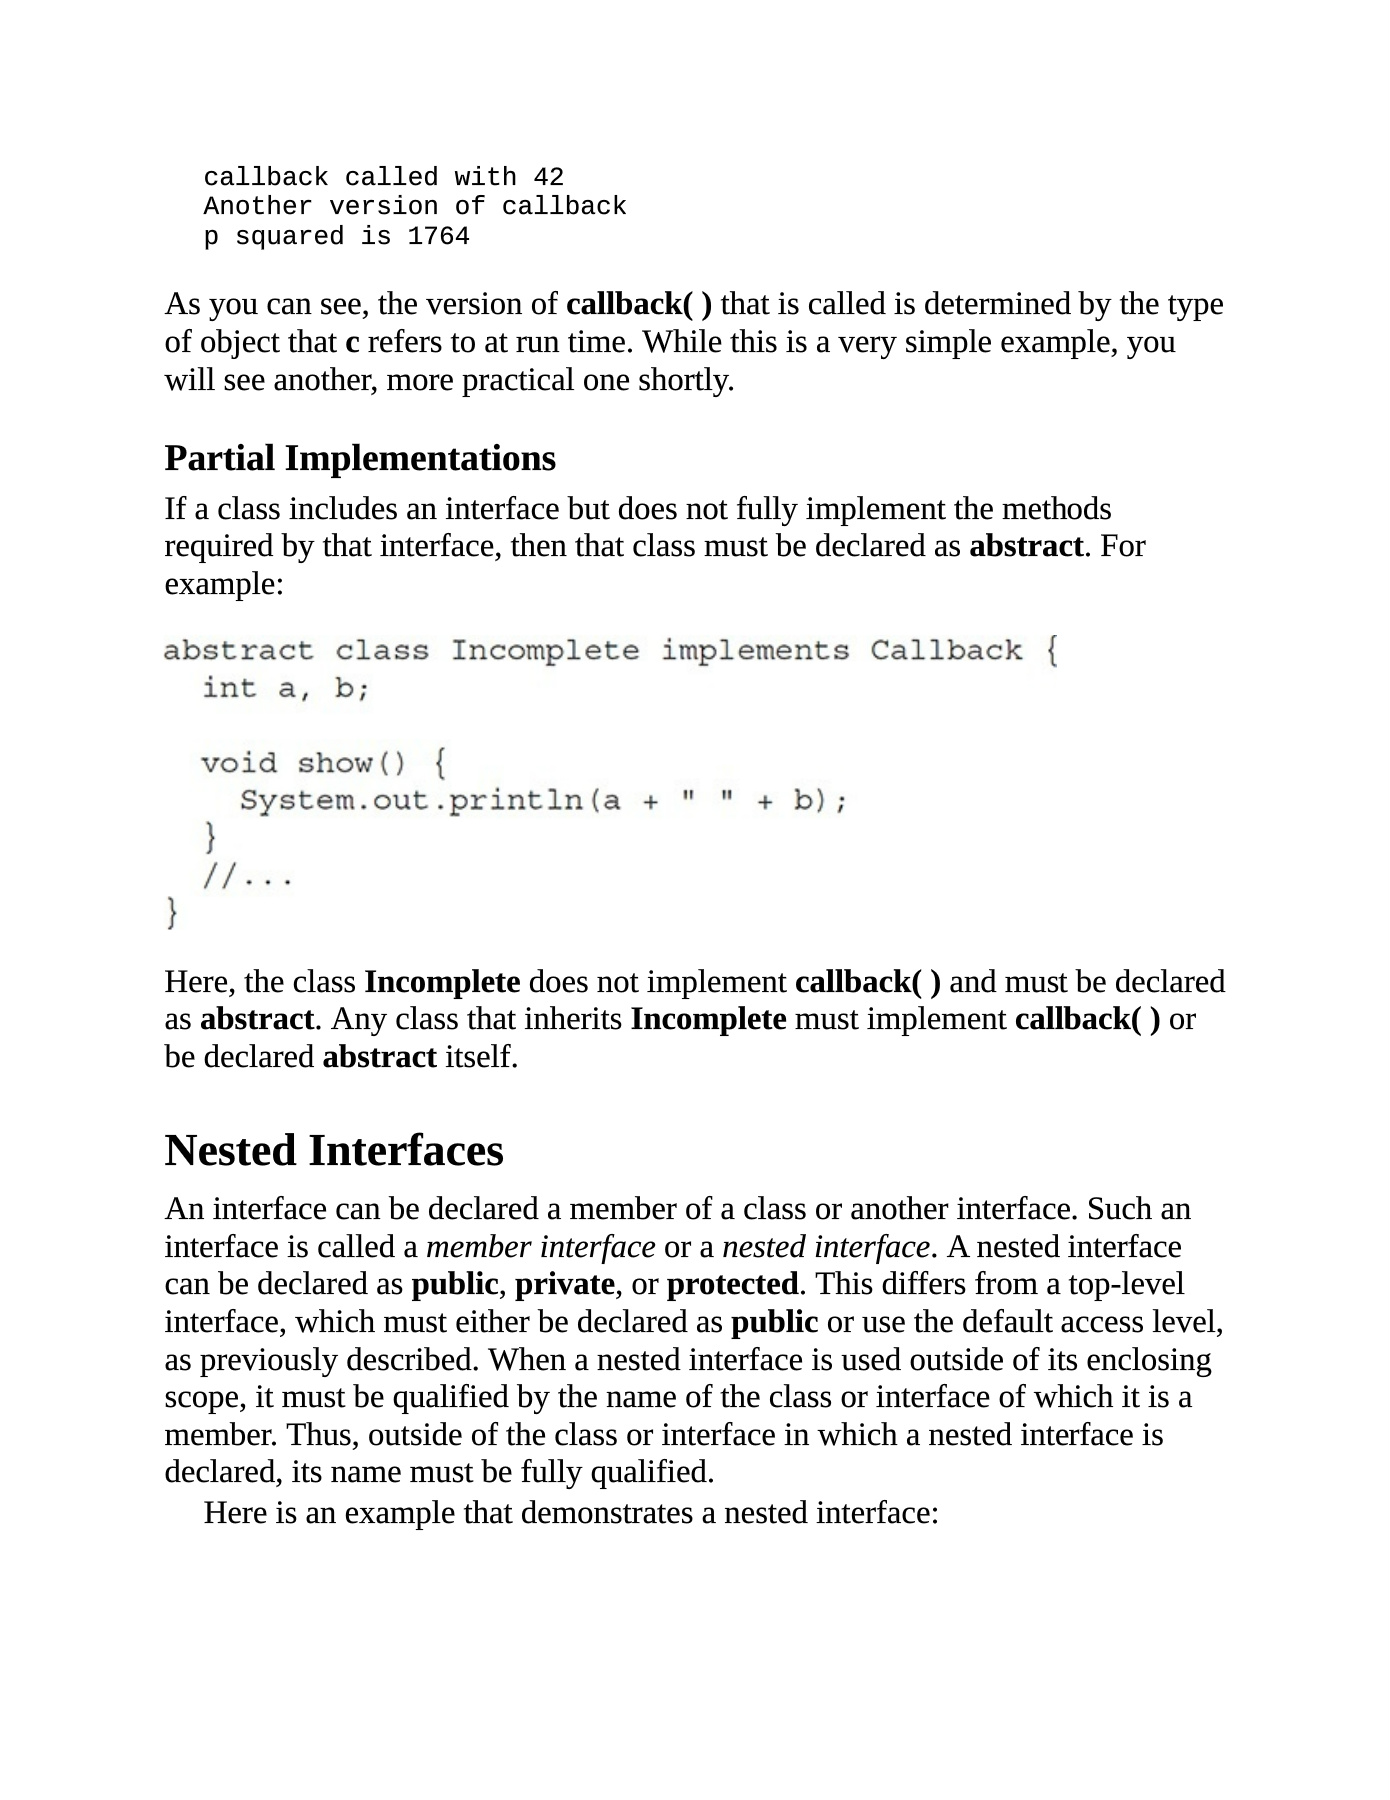 callback called with 42
Another version of callback
p squared is 1764
As you can see, the version of callback( ) that is called is determined by the type
of object that c refers to at run time. While this is a very simple example, you
will see another, more practical one shortly.
Partial Implementations
If a class includes an interface but does not fully implement the methods
required by that interface, then that class must be declared as abstract. For
example:
abstract class Incomplete implements Callback {
int a, b;
void show() {
System.out.println(a + " " + b);
}
//...
}
Here, the class Incomplete does not implement callback( ) and must be declared
as abstract. Any class that inherits Incomplete must implement callback( ) or
be declared abstract itself.
Nested Interfaces
An interface can be declared a member of a class or another interface. Such an
interface is called a member interface or a nested interface. A nested interface
can be declared as public, private, or protected. This differs from a top-level
interface, which must either be declared as public or use the default access level,
as previously described. When a nested interface is used outside of its enclosing
scope, it must be qualified by the name of the class or interface of which it is a
member. Thus, outside of the class or interface in which a nested interface is
declared, its name must be fully qualified.
Here is an example that demonstrates a nested interface: